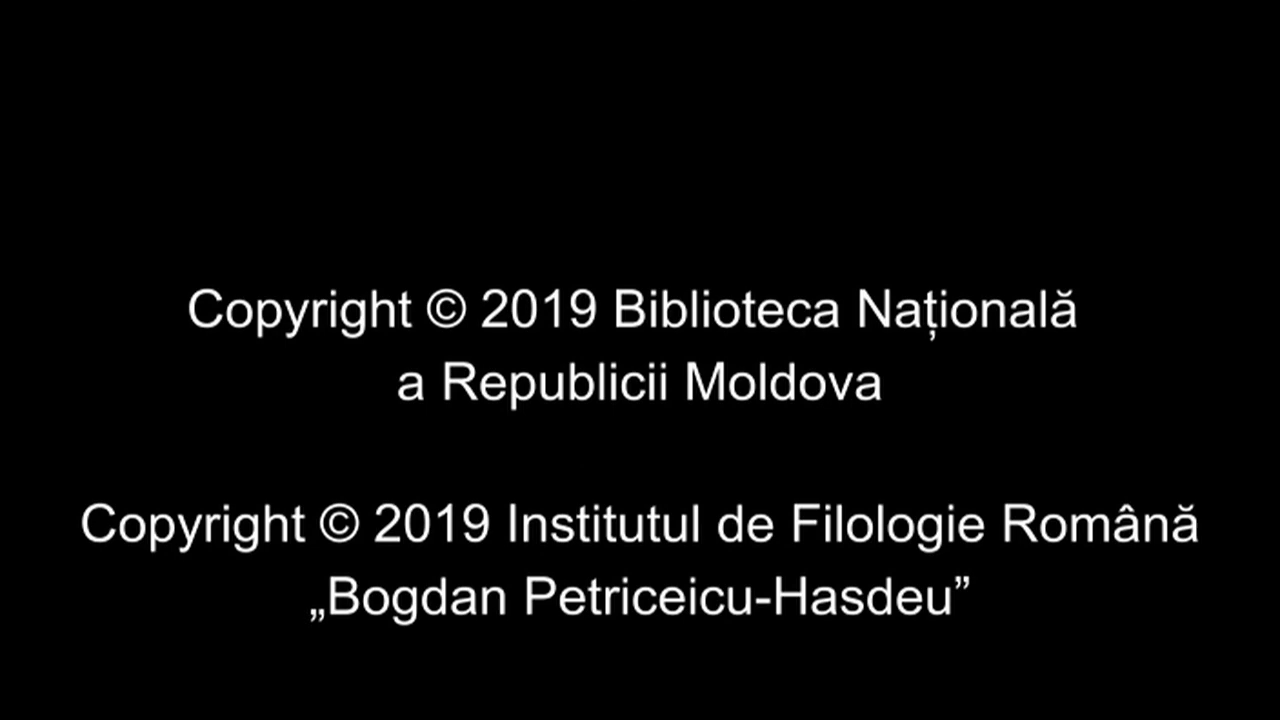 Copyright © 2019 Biblioteca Națională
a Republicii Moldova
Copyright © 2019 Institutul de Filologie Română
„Bogdan Petriceicu-Hasdeu”